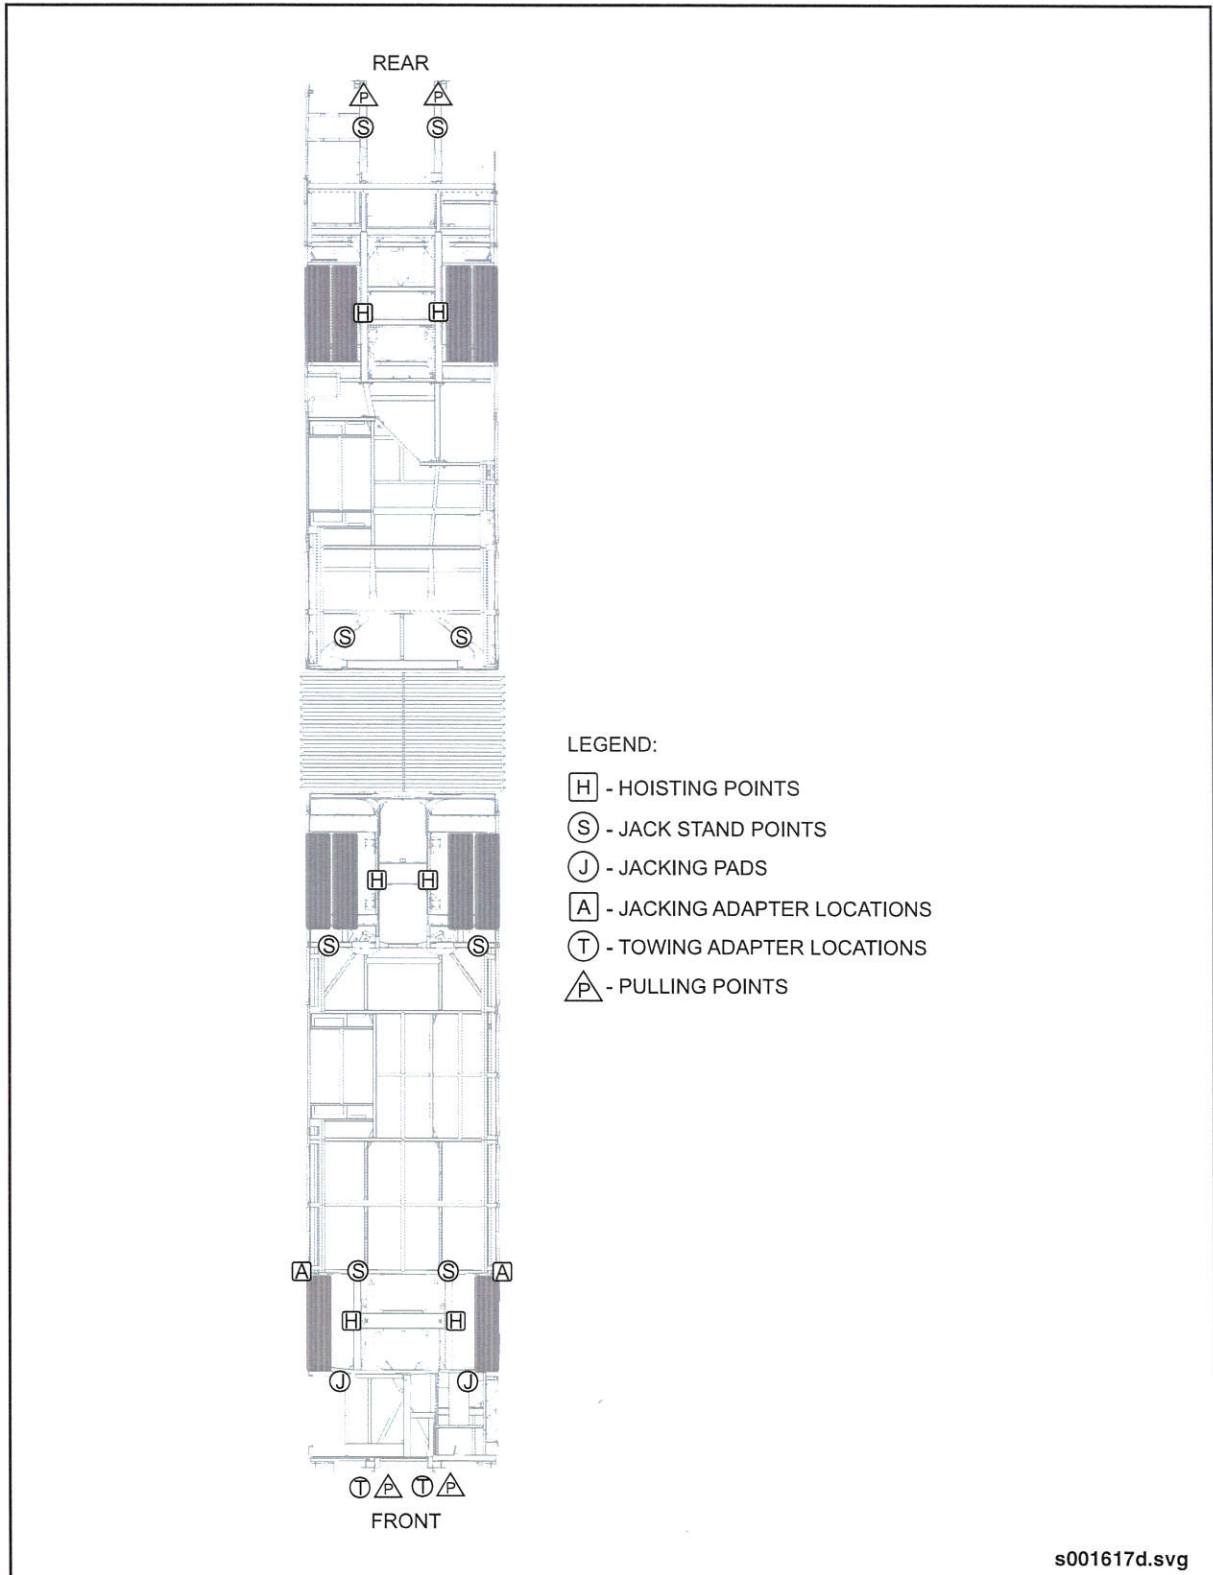 REAR
P P
S S
H H
S S
LEGEND:
H - HOISTING POINTS
S - JACK STAND POINTS
J - JACKING PADS
A - JACKING ADAPTER LOCATIONS
T - TOWING ADAPTER LOCATIONS
P - PULLING POINTS
H H
S S
A S S A
H H
J J
T P T P
FRONT
s001617d.svg